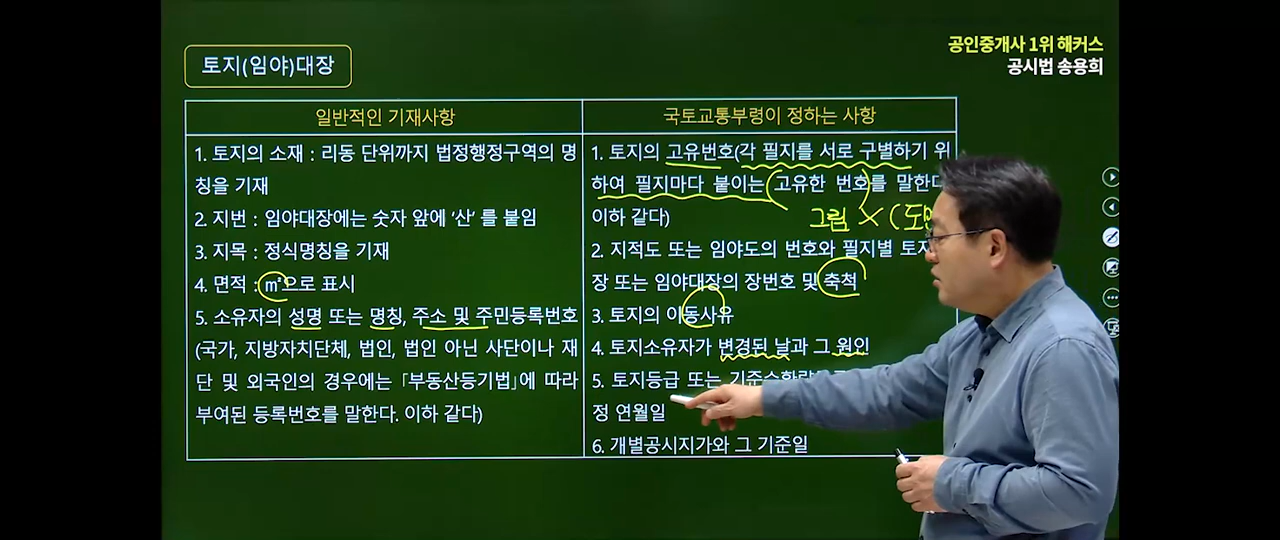 공인중개사 1위 해커스
공시법 송용희
토지(임야)대장
일반적인 기재사항
1. 토지의 소재 : 리동 단위까지 법정행정구역의 명
칭을 기재
2. 지번 : 임야대장에는 숫자 앞에 ‘산’ 를 붙임
3. 지목 : 정식명칭을 기재
4. 면적 : ㎡으로 표시
5. 소유자의 성명 또는 명칭, 주소 및 주민등록번호
(국가, 지방자치단체, 법인, 법인 아닌 사단이나 재
단 및 외국인의 경우에는 「부동산등기법」에 따라
부여된 등록번호를 말한다. 이하 같다)
국토교통부령이 정하는 사항
1. 토지의 고유번호(각 필지를 서로 구별하기 위
하여 필지마다 붙이는 고유한 번호를 말한다
이하 같다)
그림 X (도
2. 지적도 또는 임야도의 번호와 필지별 토지
장 또는 임야대장의 장번호 및 축척
3. 토지의 이동사유
4. 토지소유자가 변경된 날과 그 원인
5. 토지등급 또는
정 연월일
6. 개별공시지가와 그 기준일